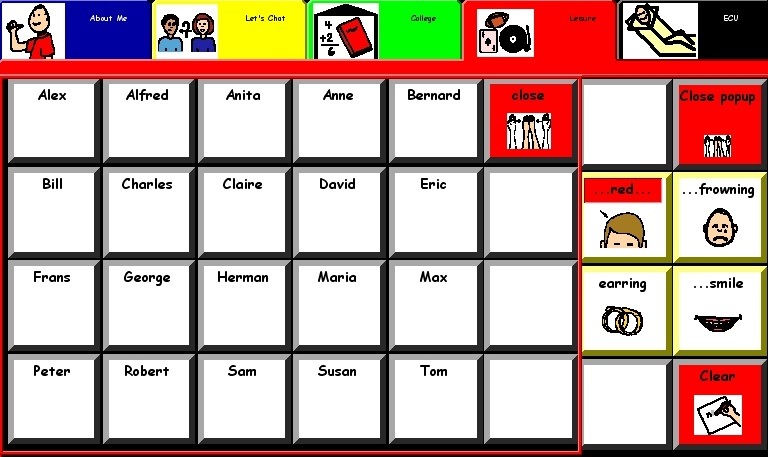 About Me
Let's Chat
College
Leisure
ECU
4
+2
6
?
Alex
Alfred
Anita
Anne
Bernard
close
Close popup
Bill
Charles
Claire
David
Eric
...red...
...frowning
Frans
George
Herman
Maria
Max
earring
...smile
Peter
Robert
Sam
Susan
Tom
Clear